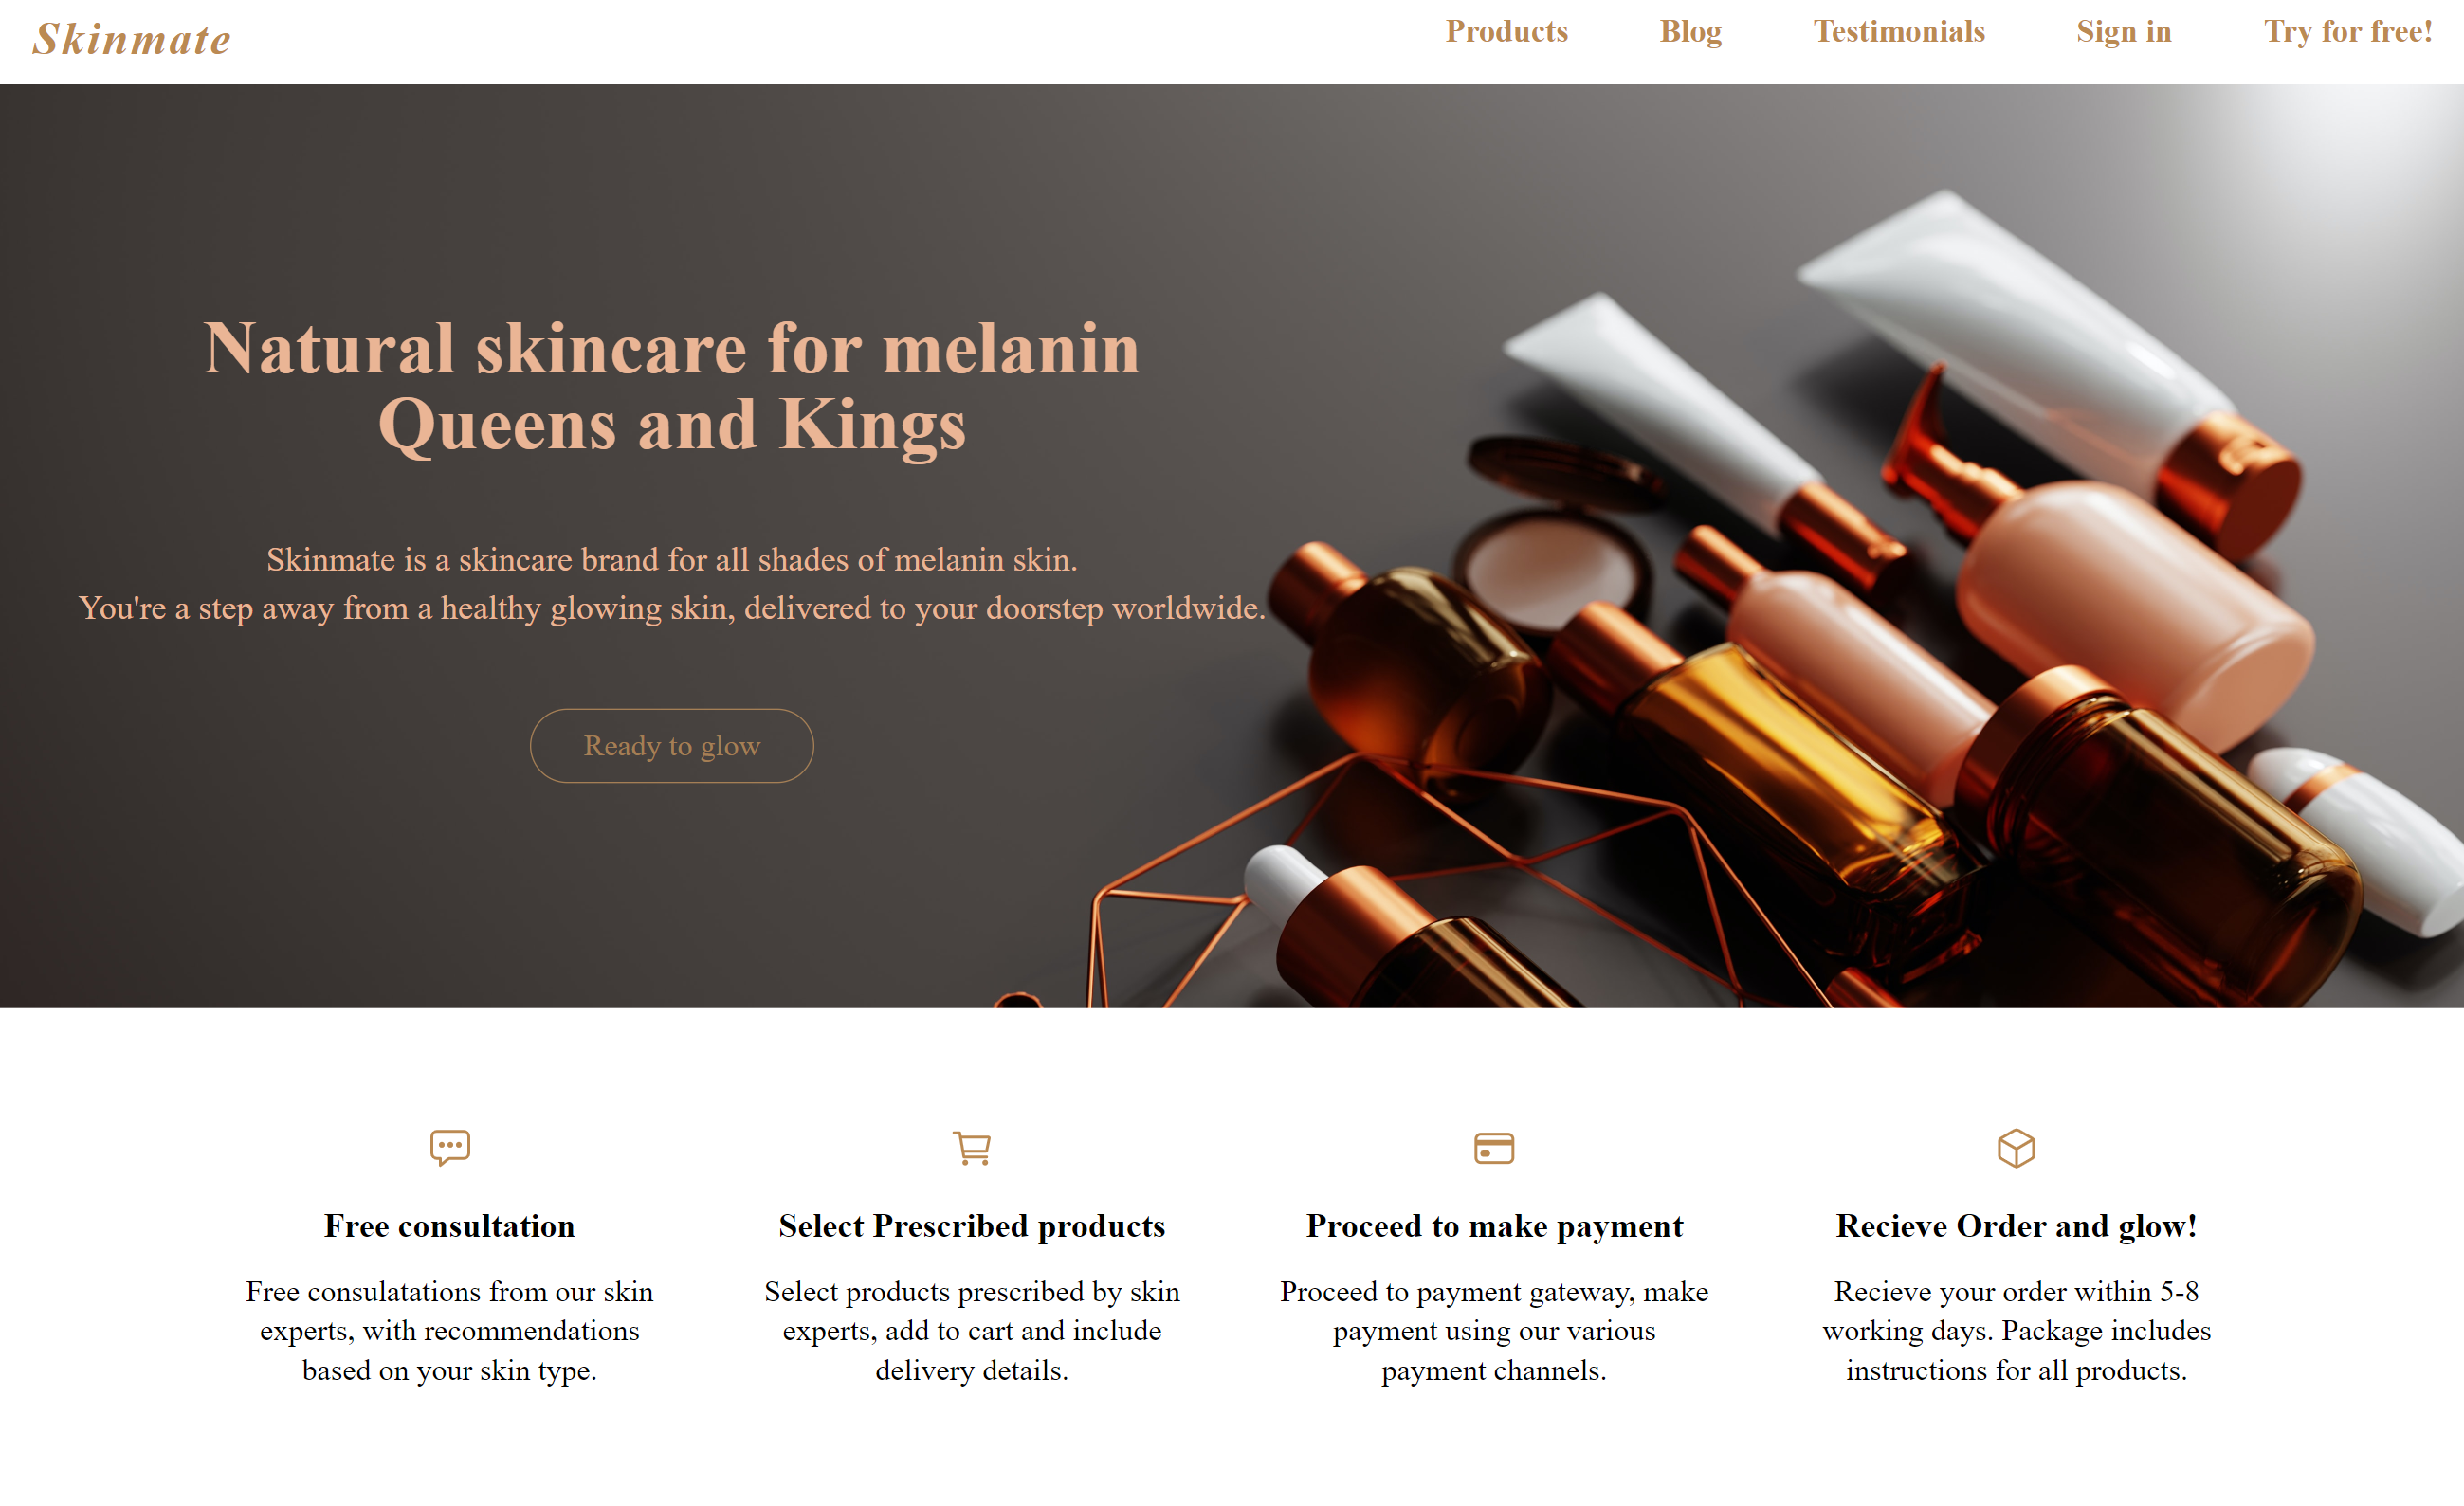 Skinmate
Products Blog Testimonials Sign in Try for free!
Natural skincare for melanin
Queens and Kings
Skinmate is a skincare brand for all shades of melanin skin.
You're a step away from a healthy glowing skin, delivered to your doorstep worldwide.
Ready to glow
Free consultation
Free consulatations from our skin
experts, with recommendations
based on your skin type.
Select Prescribed products
Select products prescribed by skin
experts, add to cart and include
delivery details.
Proceed to make payment
Proceed to payment gateway, make
payment using our various
payment channels.
Recieve Order and glow!
Recieve your order within 5-8
working days. Package includes
instructions for all products.